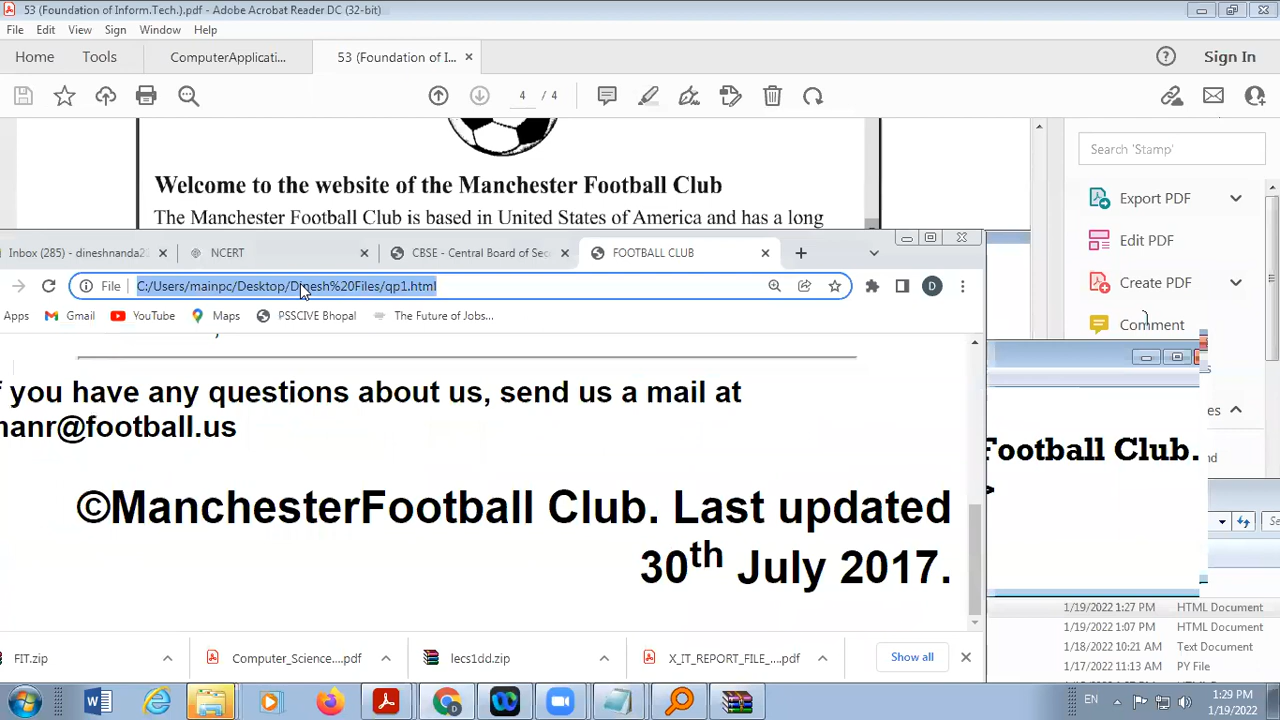 53 (Foundation of Inform.Tech.).pdf - Adobe Acrobat Reader DC (32-bit)
File Edit View Sign Window Help
Home Tools ComputerApplicati... 53 (Foundation of I... × Sign In
4 / 4
Search 'Stamp'
Welcome to the website of the Manchester Football Club
The Manchester Football Club is based in United States of America and has a long
Export PDF
Edit PDF
Create PDF
Comment
Inbox (285) - dineshnanda2 NCERT CBSE - Central Board of Sec FOOTBALL CLUB
File C:/Users/mainpc/Desktop/Dinesh%20Files/qp1.html D
Apps Gmail YouTube Maps PSSCIVE Bhopal The Future of Jobs...
f you have any questions about us, send us a mail at
manr@football.us
©ManchesterFootball Club. Last updated
30th July 2017.
Football Club.
>
1/19/2022 1:27 PM HTML Document
1/19/2022 1:07 PM HTML Document
1/18/2022 10:21 AM Text Document
1/17/2022 11:13 AM PY File
FIT.zip Computer_Science....pdf lecs1dd.zip X_IT_REPORT_FILE_....pdf Show all
EN 1:29 PM
1/19/2022